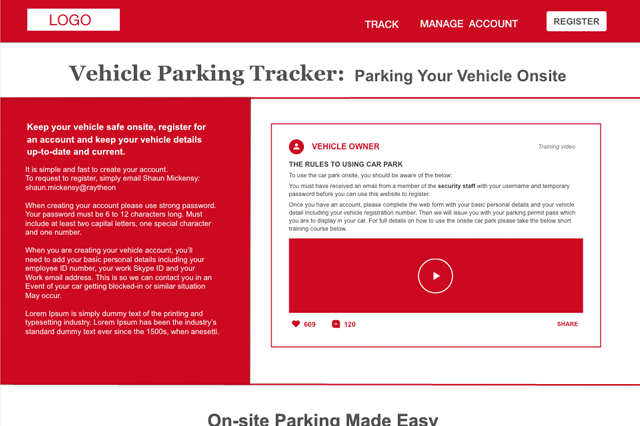 LOGO
TRACK MANAGE ACCOUNT REGISTER
Vehicle Parking Tracker: Parking Your Vehicle Onsite
Keep your vehicle safe onsite, register for
an account and keep your vehicle details
up-to-date and current.
It is simple and fast to create your account.
To request to register, simply email Shaun Mickensy:
shaun.mickensy@raytheon
When creating your account please use strong password.
Your password must be 6 to 12 characters long. Must
include at least two capital letters, one special character
and one number.
When you are creating your vehicle account, you'll
need to add your basic personal details including your
employee ID number, your work Skype ID and your
Work email address. This is so we can contact you in an
Event of your car getting blocked-in or similar situation
May occur.
Lorem Ipsum is simply dummy text of the printing and
typesetting industry. Lorem Ipsum has been the industry's
standard dummy text ever since the 1500s, when anesetti.
VEHICLE OWNER
Training video
THE RULES TO USING CAR PARK
To use the car park onsite, you should be aware of the below:
You must have received an email from a member of the security staff with your username and temporary
password before you can use this website to register.
Once you have an account, please complete the web form with your basic personal details and your vehicle
detail including your vehicle registration number. Then we will issue you with your parking permit pass which
you are to display in your car. For full details on how to use the onsite car park please take the below short
training course below.
609 120 SHARE
On-site Parking Made Easy